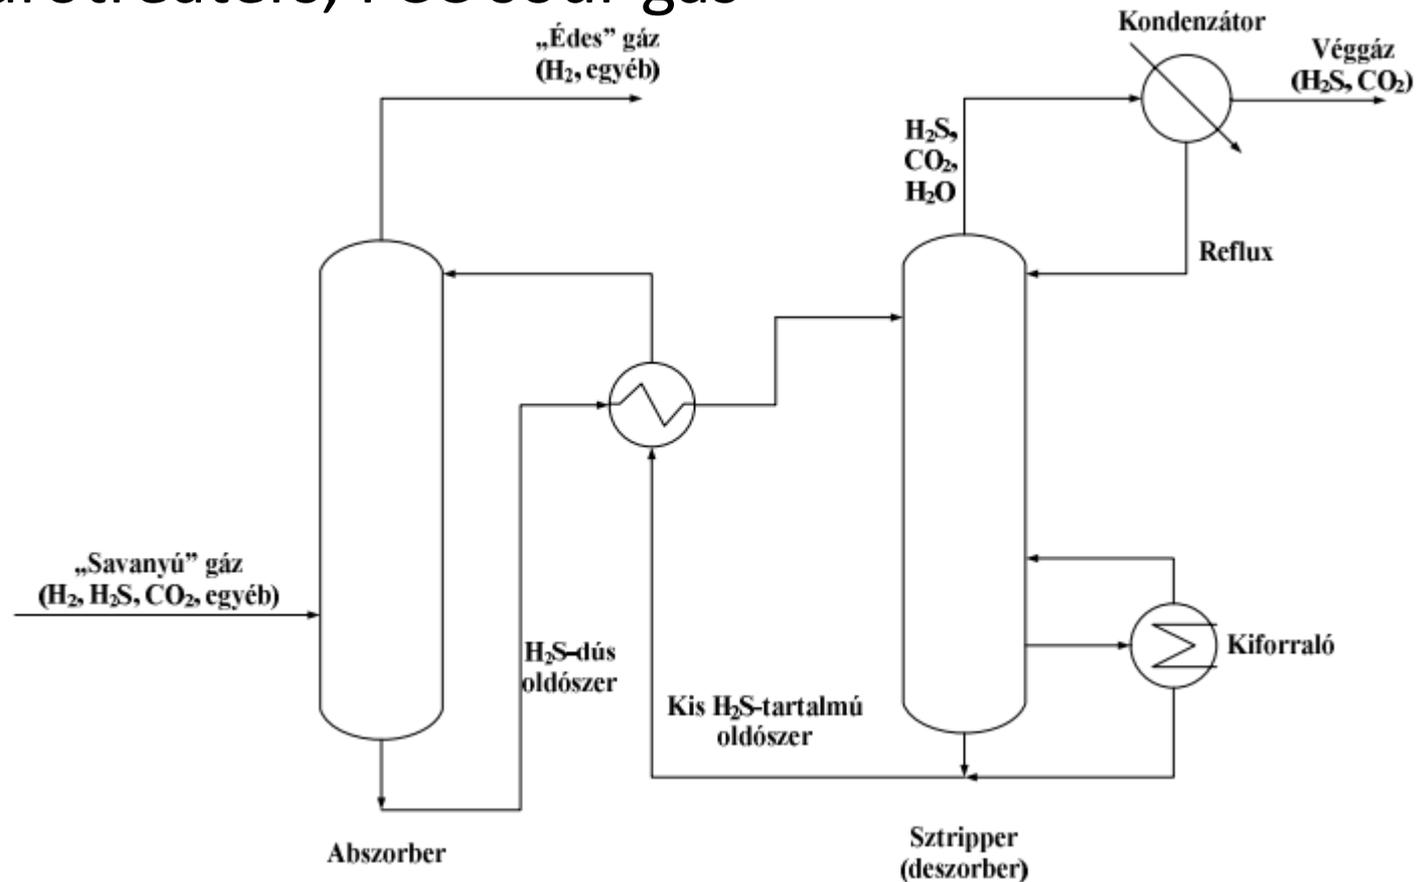 „Édes” gáz
(H₂, egyéb)
Kondenzátor
Véggáz
(H₂S, CO₂)
H₂S,
CO₂,
H₂O
Reflux
„Savanyú” gáz
(H₂, H₂S, CO₂, egyéb)
H₂S-dús
oldószer
Kis H₂S-tartalmú
oldószer
Kiforraló
Abszorber
Sztripper
(deszorber)